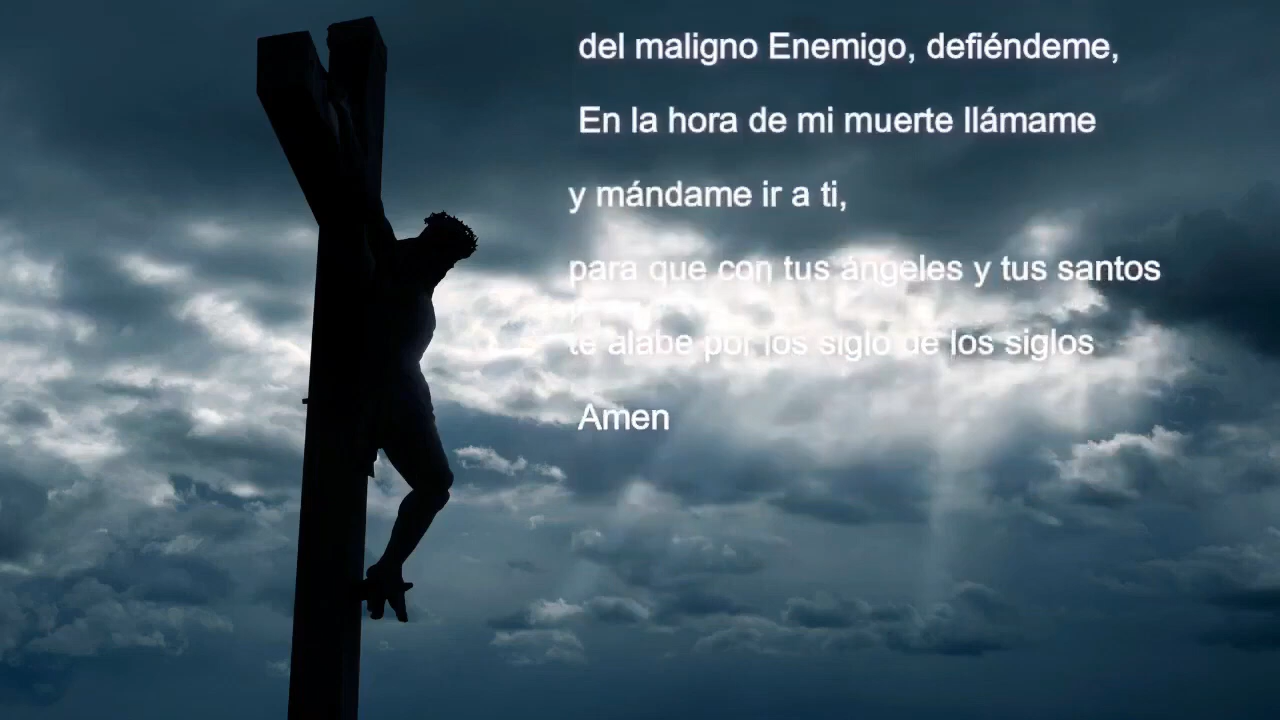 del maligno Enemigo, defiéndeme,
En la hora de mi muerte llámame
y mándame ir a ti,
para que con tus ángeles y tus santos
te alabe por los siglo de los siglos
Amen